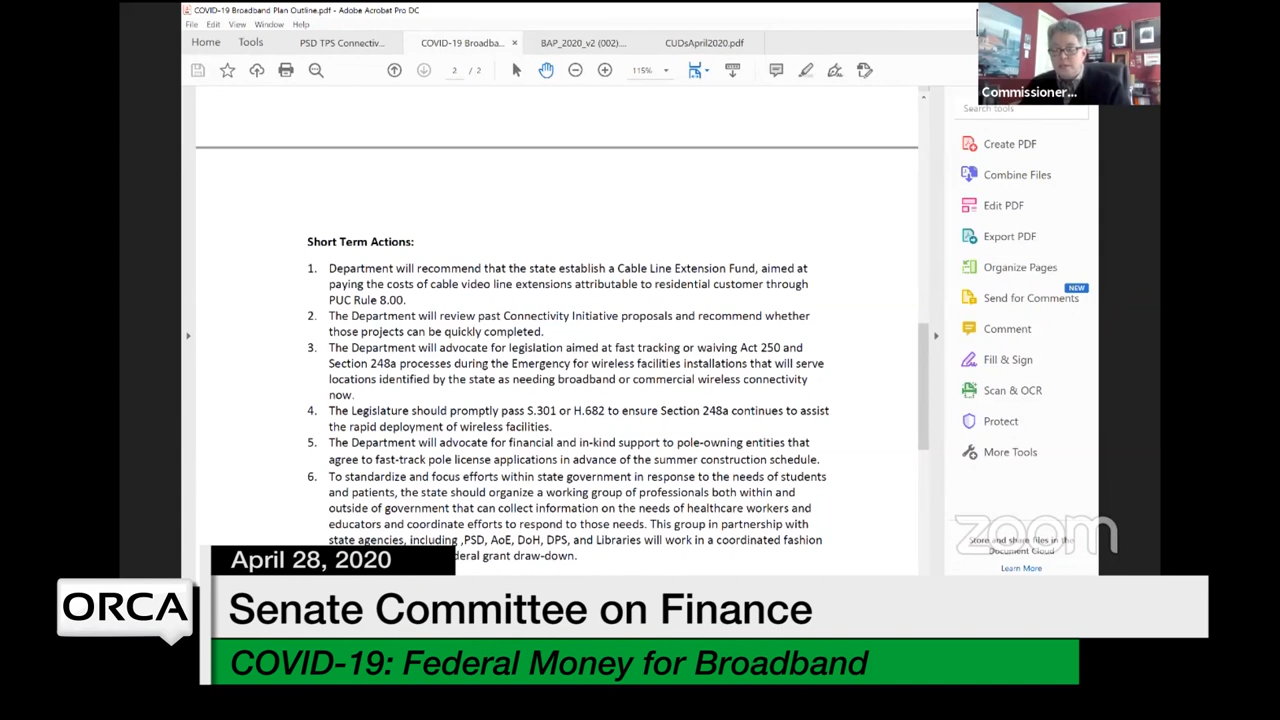 COVID-19 Broadband Plan Outline.pdf - Adobe Acrobat Pro DC
File Edit View Window Help
Home Tools PSD TPS Connectiv... COVID-19 Broadba... × BAP_2020_v2 (002).... CUDsApril2020.pdf
2 / 2 115%
Commissioner...
Search tools
Create PDF
Combine Files
Edit PDF
Export PDF
Organize Pages
NEW
Send for Comments
Comment
Fill & Sign
Scan & OCR
Protect
More Tools
Store and share files in the
Document Cloud
Learn More
zoom
Short Term Actions:
1. Department will recommend that the state establish a Cable Line Extension Fund, aimed at
paying the costs of cable video line extensions attributable to residential customer through
PUC Rule 8.00.
2. The Department will review past Connectivity Initiative proposals and recommend whether
those projects can be quickly completed.
3. The Department will advocate for legislation aimed at fast tracking or waiving Act 250 and
Section 248a processes during the Emergency for wireless facilities installations that will serve
locations identified by the state as needing broadband or commercial wireless connectivity
now.
4. The Legislature should promptly pass S.301 or H.682 to ensure Section 248a continues to assist
the rapid deployment of wireless facilities.
5. The Department will advocate for financial and in-kind support to pole-owning entities that
agree to fast-track pole license applications in advance of the summer construction schedule.
6. To standardize and focus efforts within state government in response to the needs of students
and patients, the state should organize a working group of professionals both within and
outside of government that can collect information on the needs of healthcare workers and
educators and coordinate efforts to respond to those needs. This group in partnership with
state agencies, including ,PSD, AoE, DoH, DPS, and Libraries will work in a coordinated fashion
grant draw-down.
April 28, 2020
ORCA
Senate Committee on Finance
COVID-19: Federal Money for Broadband